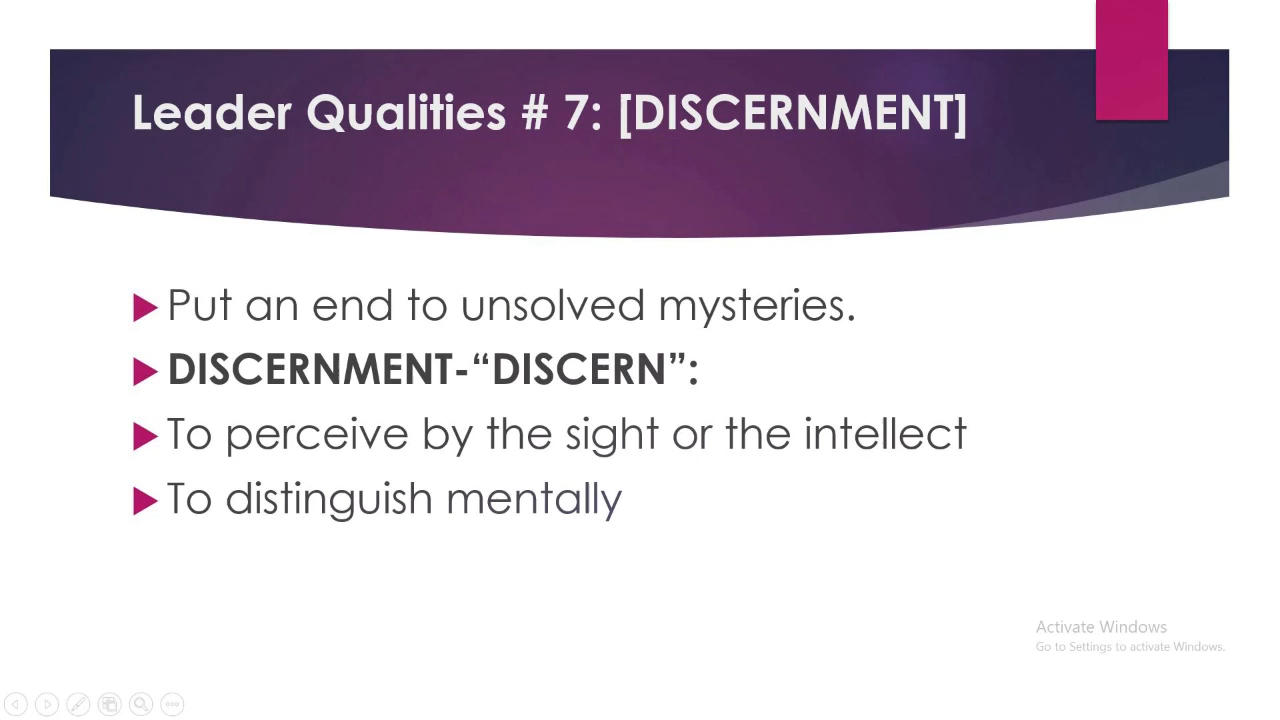 Leader Qualities # 7: [DISCERNMENT]
Put an end to unsolved mysteries.
DISCERNMENT-“DISCERN”:
To perceive by the sight or the intellect
To distinguish mentally
Activate Windows
Go to Settings to activate Windows.